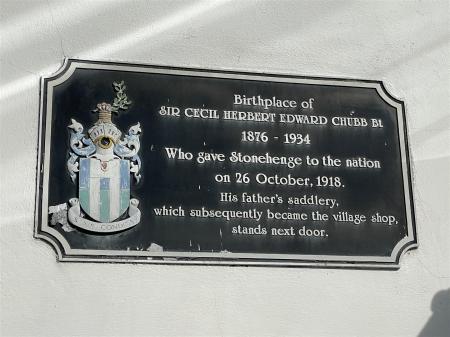 Birthplace of
SIR CECIL HERBERT EDWARD CHUBB Bt
1876 - 1934
Who gave Stonehenge to the nation
on 26 October, 1918.
His father's saddlery,
which subsequently became the village shop,
stands next door.